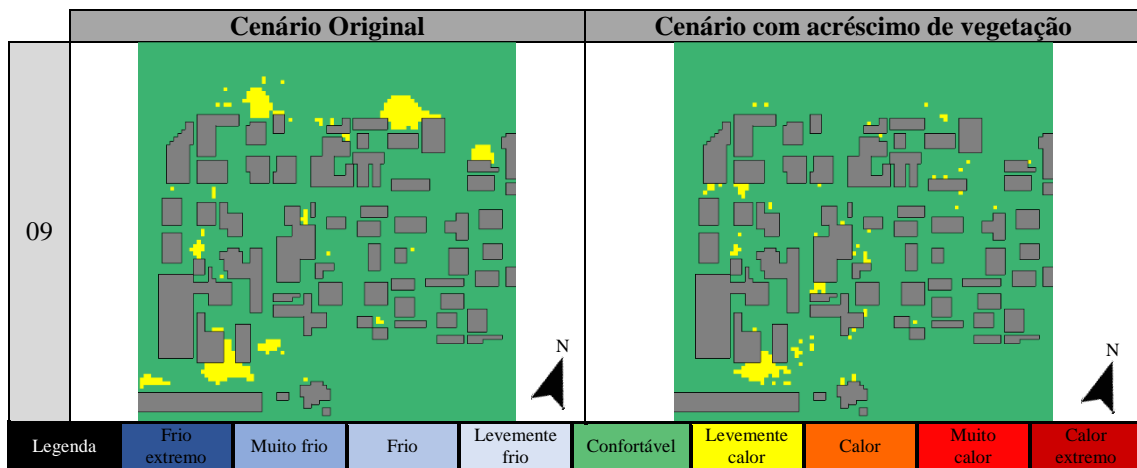 Cenário Original
Cenário com acréscimo de vegetação
09
N
N
Legenda
Frio
extremo
Muito frio
Frio
Levemente
frio
Confortável
Levemente
calor
Calor
Muito
calor
Calor
extremo